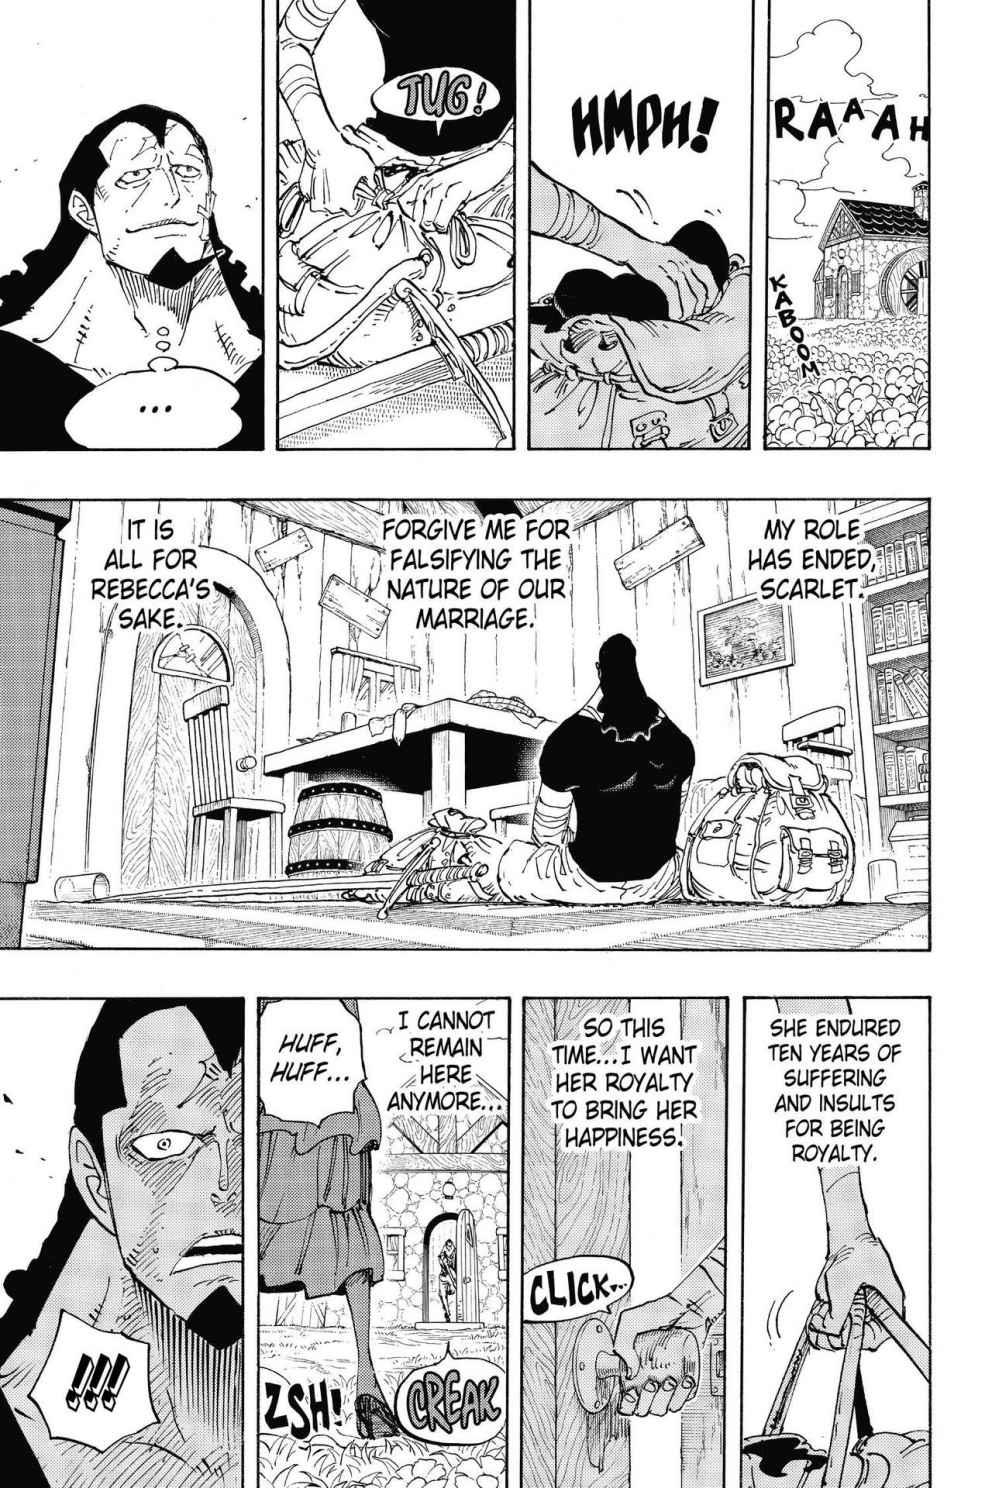 RAAAAH
KABOOM
HMPH!
TUG!
...
MY ROLE
HAS ENDED,
SCARLET.
FORGIVE ME FOR
FALSIFYING THE
NATURE OF OUR
MARRIAGE.
IT IS
ALL FOR
REBECCA'S
SAKE.
SHE ENDURED
TEN YEARS OF
SUFFERING
AND INSULTS
FOR BEING
ROYALTY.
SO THIS
TIME...I WANT
HER ROYALTY
TO BRING HER
HAPPINESS.
CLICK...
I CANNOT
REMAIN
HERE
ANYMORE...
HUFF,
HUFF...
CREAK
ZSH!
!!!!